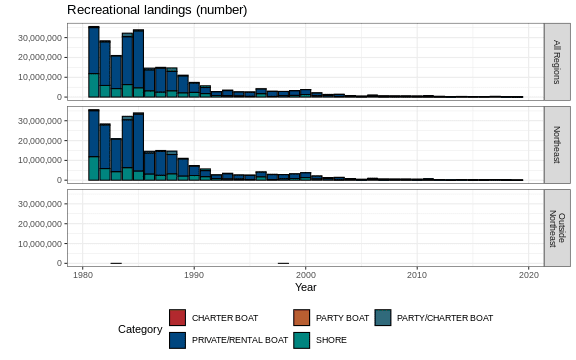 Recreational landings (number)
30,000,000
20,000,000
10,000,000
0
All Regions
30,000,000
20,000,000
10,000,000
0
Northeast
30,000,000
20,000,000
10,000,000
0
Outside
Northeast
1980
1990
2000
2010
2020
Year
Category
CHARTER BOAT
PARTY BOAT
PARTY/CHARTER BOAT
PRIVATE/RENTAL BOAT
SHORE